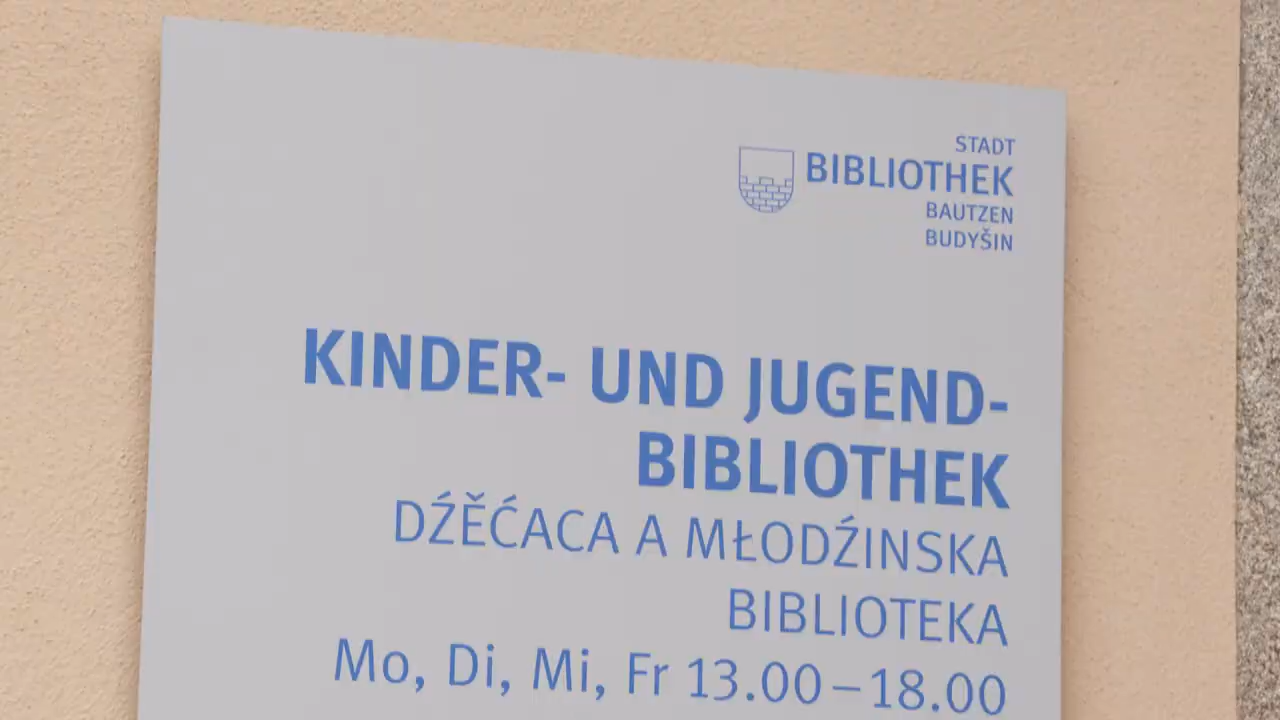 STADT
BIBLIOTHEK
BAUTZEN
BUDYŠIN
KINDER- UND JUGEND-
BIBLIOTHEK
DŹĚĆACA A MŁODŹINSKA
BIBLIOTEKA
Mo, Di, Mi, Fr 13.00–18.00